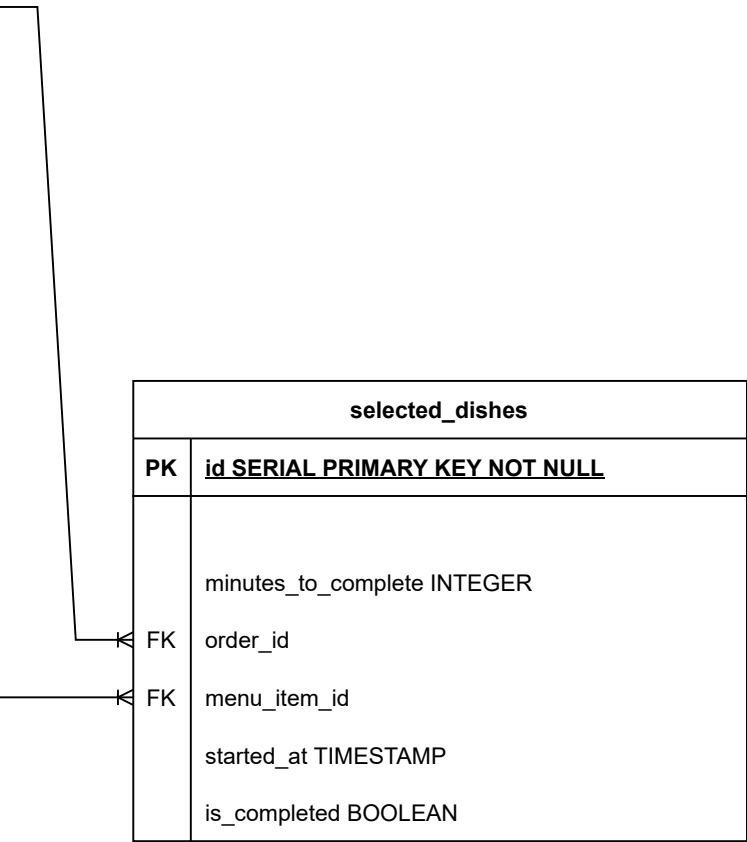 selected_dishes
PK id SERIAL PRIMARY KEY NOT NULL
minutes_to_complete INTEGER
FK order_id
FK menu_item_id
started_at TIMESTAMP
is_completed BOOLEAN